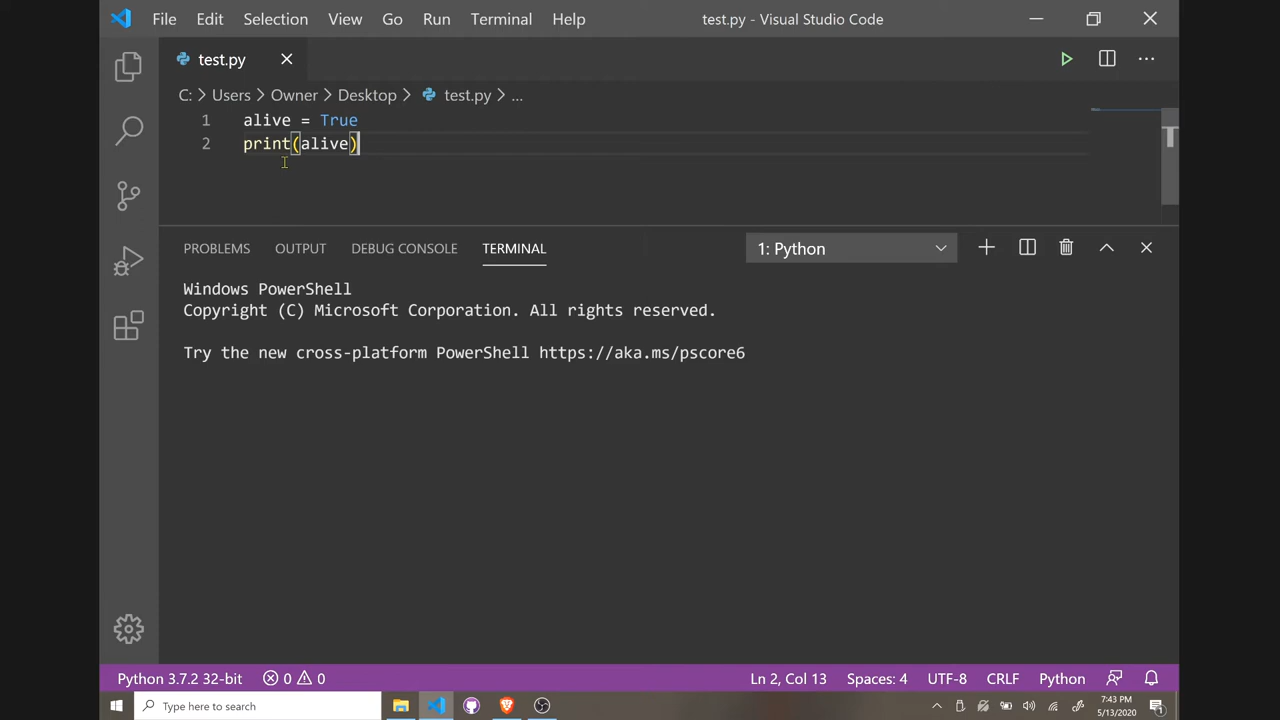 File Edit Selection View Go Run Terminal Help test.py - Visual Studio Code
test.py
C: > Users > Owner > Desktop > test.py > ...
1 alive = True
2 print(alive)
PROBLEMS OUTPUT DEBUG CONSOLE TERMINAL 1: Python
Windows PowerShell
Copyright (C) Microsoft Corporation. All rights reserved.
Try the new cross-platform PowerShell https://aka.ms/pscore6
Python 3.7.2 32-bit 0 0 Ln 2, Col 13 Spaces: 4 UTF-8 CRLF Python
Type here to search
7:43 PM
5/13/2020
1